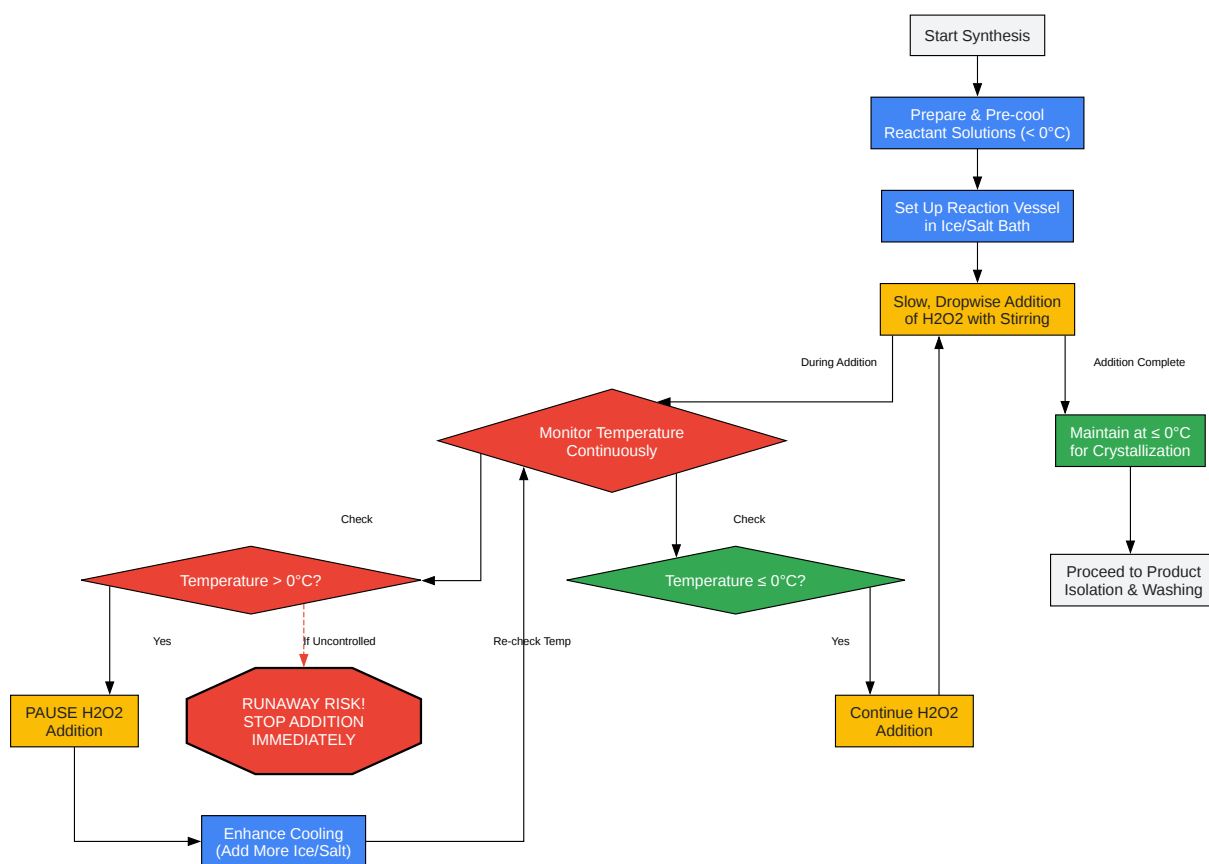 Start Synthesis
Prepare & Pre-cool
Reactant Solutions (< 0°C)
Set Up Reaction Vessel
in Ice/Salt Bath
Slow, Dropwise Addition
of H2O2 with Stirring
During Addition
Addition Complete
Monitor Temperature
Continuously
Maintain at ≤ 0°C
for Crystallization
Check
Check
Temperature > 0°C?
Temperature ≤ 0°C?
Proceed to Product
Isolation & Washing
Yes
If Uncontrolled
Re-check Temp
Yes
PAUSE H2O2
Addition
RUNAWAY RISK!
STOP ADDITION
IMMEDIATELY
Continue H2O2
Addition
Enhance Cooling
(Add More Ice/Salt)